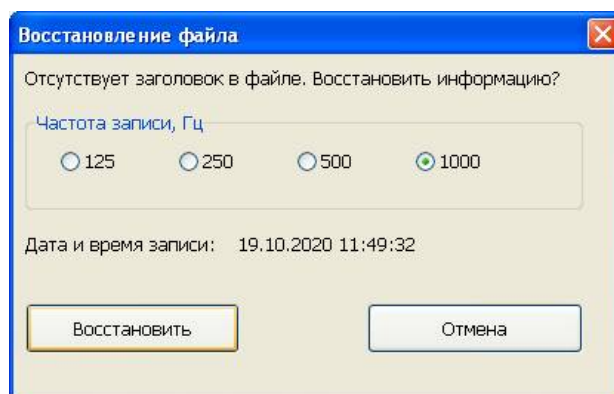 Восстановление файла
Отсутствует заголовок в файле. Восстановить информацию?
Частота записи, Гц
125 250 500 1000
Дата и время записи: 19.10.2020 11:49:32
Восстановить Отмена